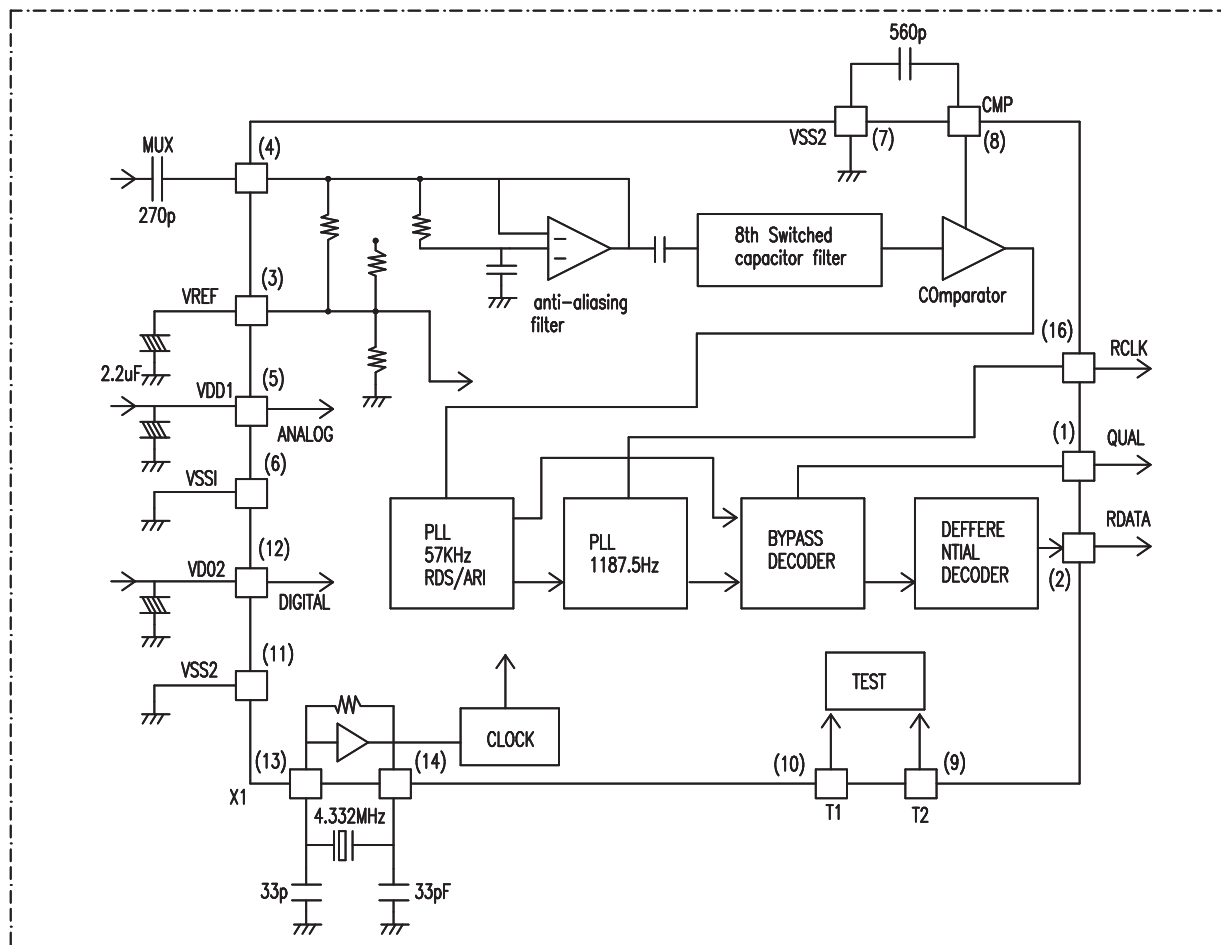 560p
CMP
MUX
(4)
VSS2
(7)
(8)
270p
8th Switched
capacitor filter
(3)
VREF
anti-aliasing
filter
COmparator
(16)
2.2uF
VDD1
(5)
RCLK
ANALOG
(1)
QUAL
(6)
VSS1
RDATA
PLL
57KHz
RDS/ARI
PLL
1187.5Hz
BYPASS
DECODER
DEFFERE
NTIAL
DECODER
(12)
VDO2
(2)
DIGITAL
(11)
VSS2
TEST
CLOCK
(13)
(14)
(10)
(9)
X1
4.332MHz
T1
T2
33p
33pF